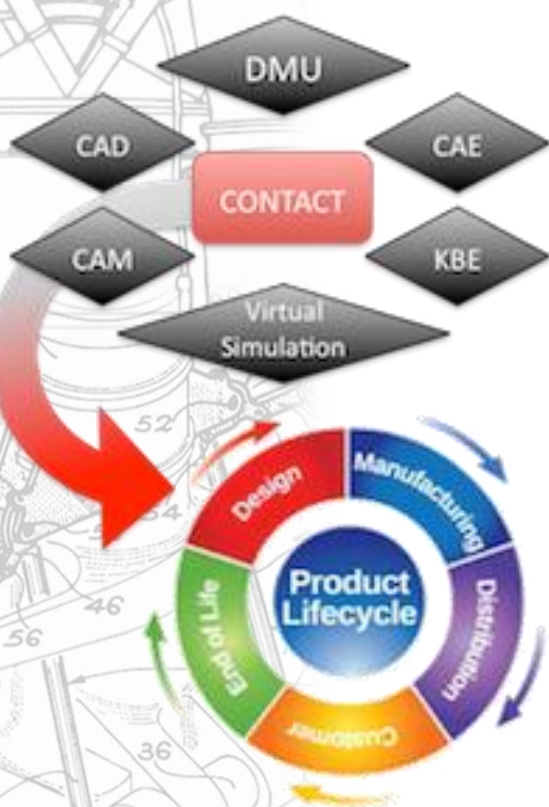 DMU
CAD
CAE
CONTACT
CAM
KBE
Virtual
Simulation
52
54
46
56
36
Design
Manufacturing
Distribution
Customer
End of Life
Product
Lifecycle